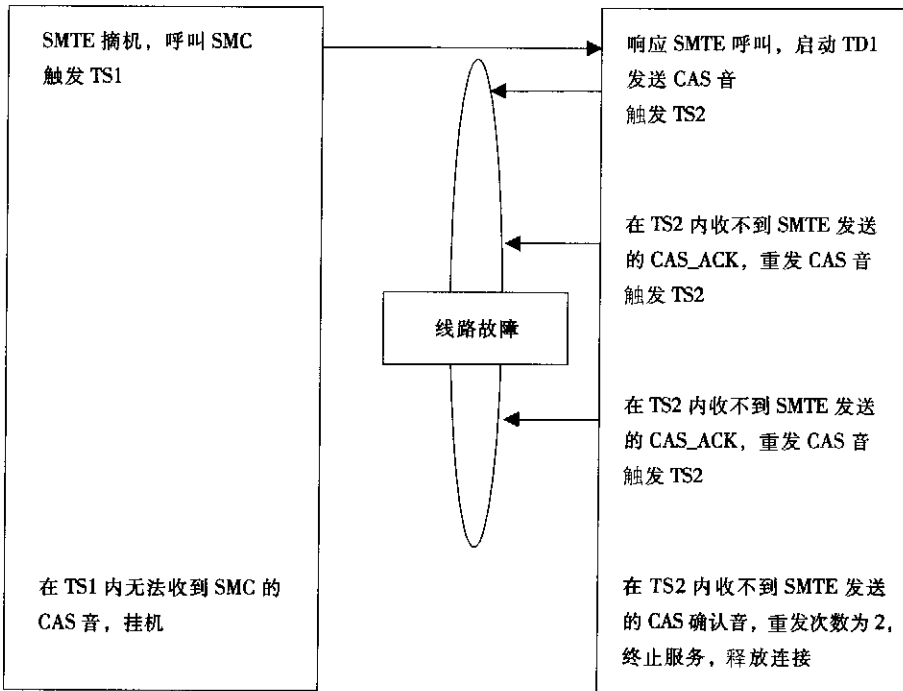 SMTE 摘机，呼叫 SMC
触发 TS1
响应 SMTE 呼叫，启动 TD1
发送 CAS 音
触发 TS2
在 TS2 内收不到 SMTE 发送
的 CAS_ACK，重发 CAS 音
触发 TS2
线路故障
在 TS2 内收不到 SMTE 发送
的 CAS_ACK，重发 CAS 音
触发 TS2
在 TS1 内无法收到 SMC 的
CAS 音，挂机
在 TS2 内收不到 SMTE 发送
的 CAS 确认音，重发次数为 2，
终止服务，释放连接